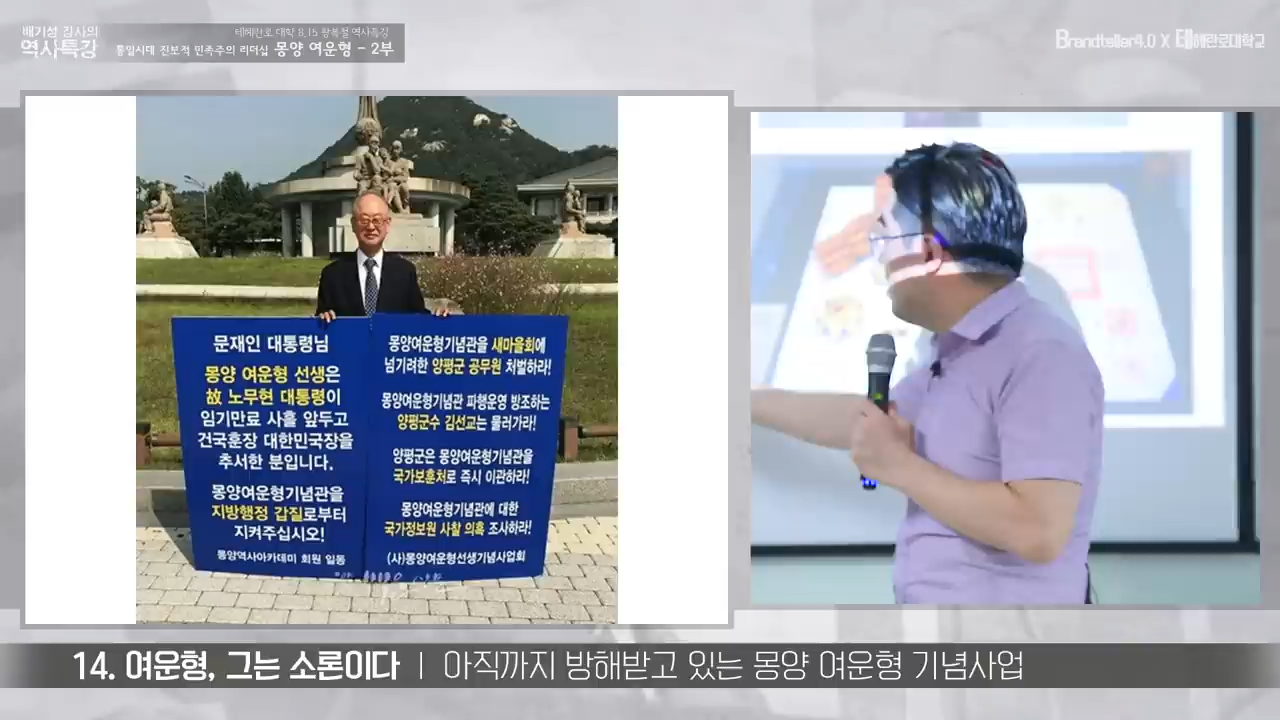 배기성 강사의
역사특강
테헤란로 대학 8.15 광복절 역사특강
통일시대 진보적 민족주의 리더십 몽양 여운형 - 2부
Brandteller4.0 X 테헤란로대학교
문재인 대통령님
몽양 여운형 선생은
故 노무현 대통령이
임기만료 사흘 앞두고
건국훈장 대한민국장을
추서한 분입니다.
몽양여운형기념관을
지방행정 갑질로부터
지켜주십시오!
몽양역사아카데미 회원 일동
몽양여운형기념관을 새마을회에
넘기려한 양평군 공무원 처벌하라!
몽양여운형기념관 파행운영 방조하는
양평군수 김선교는 물러가라!
양평군은 몽양여운형기념관을
국가보훈처로 즉시 이관하라!
몽양여운형기념관에 대한
국가정보원 사찰 의혹 조사하라!
(사)몽양여운형선생기념사업회
14. 여운형, 그는 소론이다 | 아직까지 방해받고 있는 몽양 여운형 기념사업